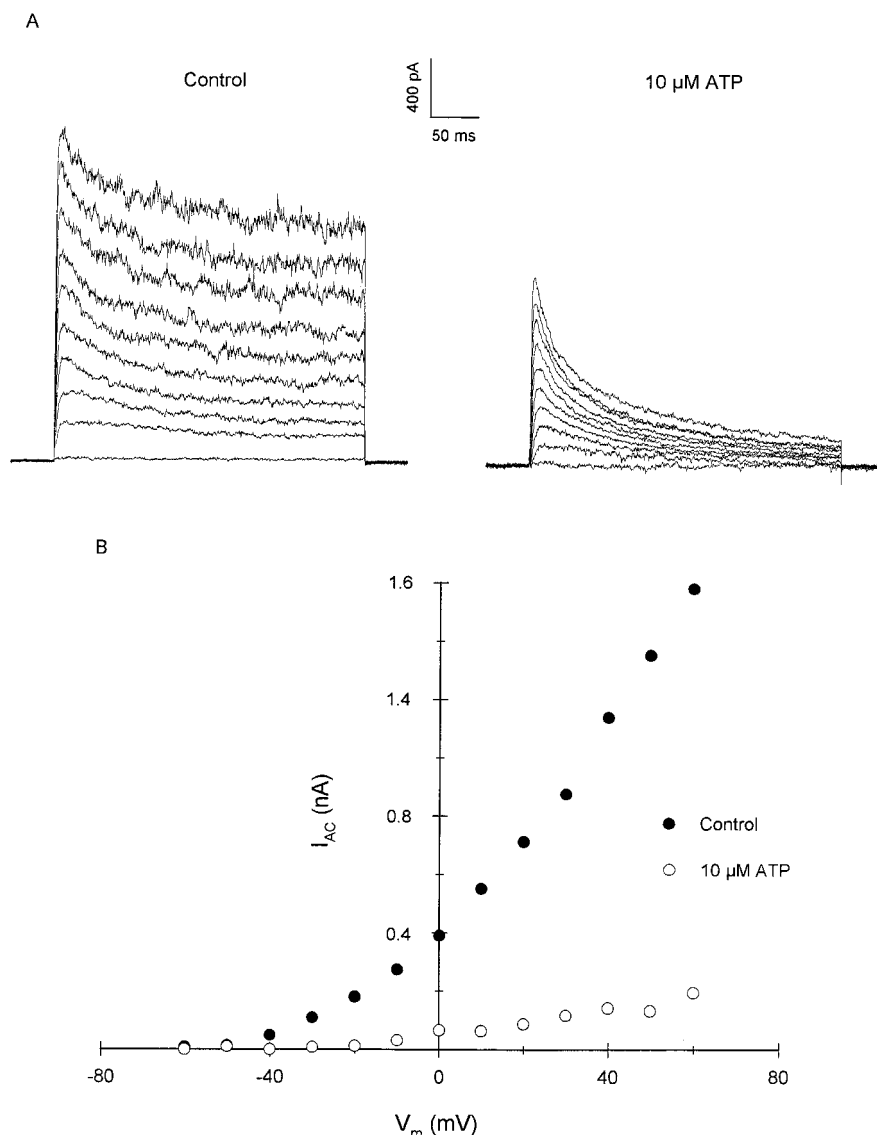 A
Control
400 pA
50 ms
10 µM ATP
B
1.6
1.4
0.8
0.4
I_AC (nA)
Control
10 µM ATP
-80
-40
0
40
80
V_m (mV)